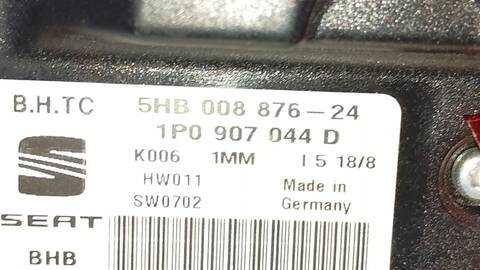 B.H.TC 5HB 008 876-24
1P0 907 044 D
K006 1MM I 5 18/8
HW011 Made in
SW0702 Germany
SEAT
BHB